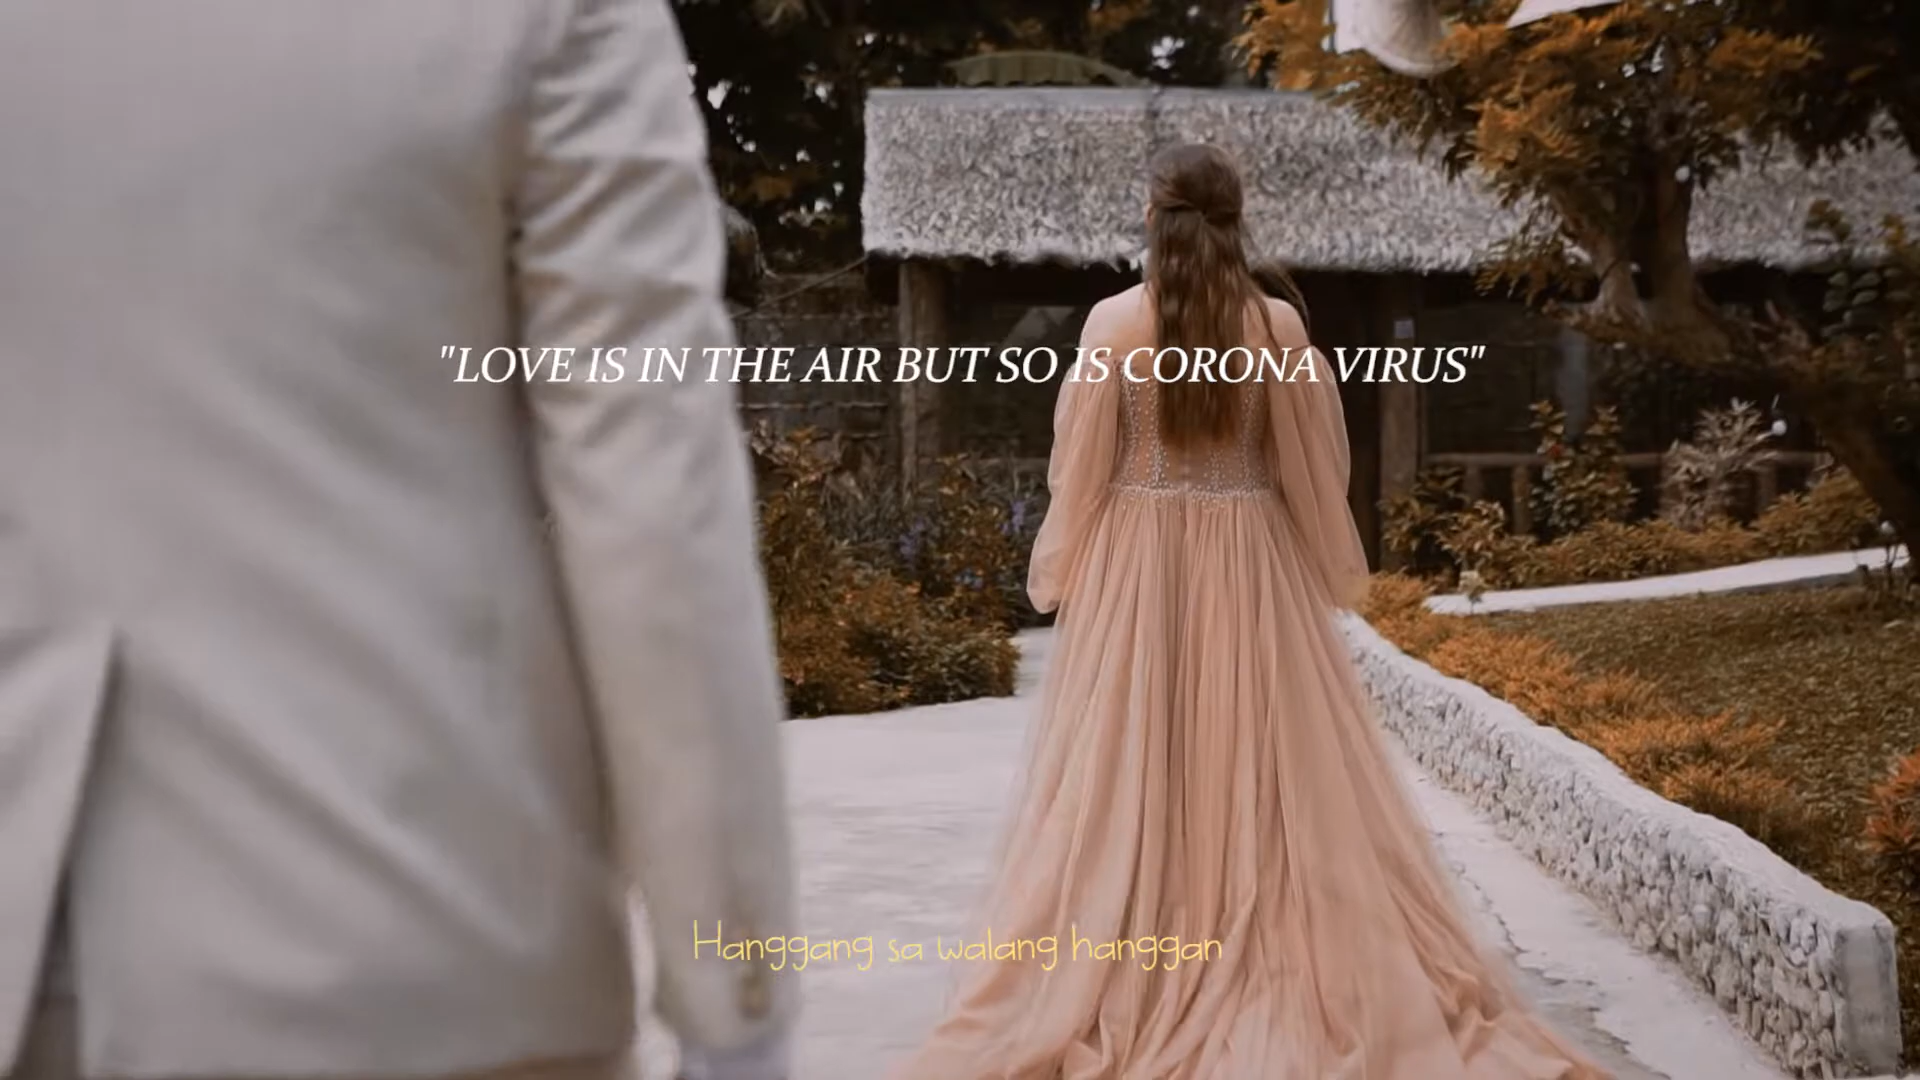 "LOVE IS IN THE AIR BUT SO IS CORONA VIRUS"
Hanggang sa walang hanggan